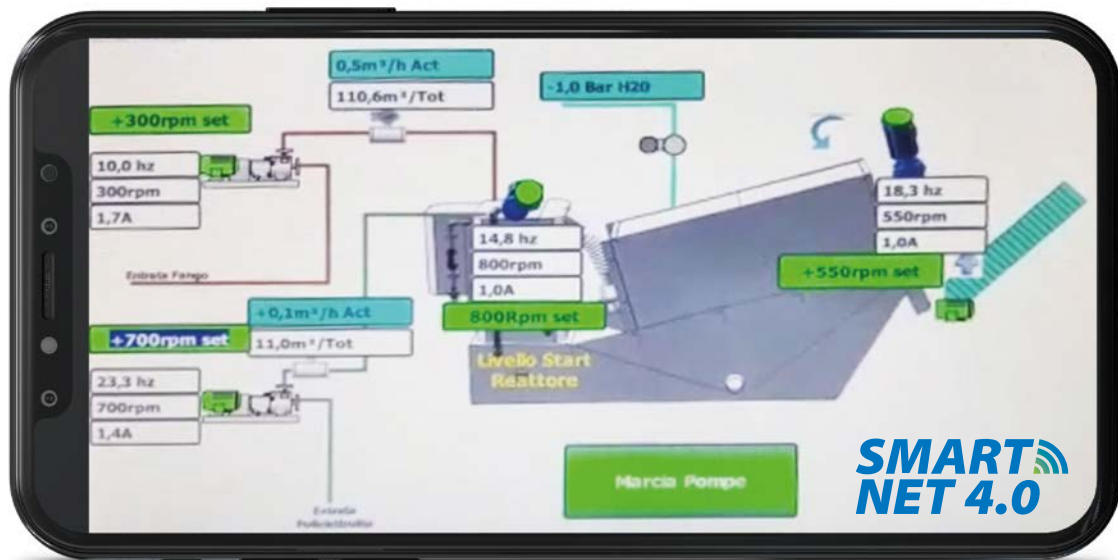 0,5m³/h Act
110,6m³/Tot
-1,0 Bar H20
+300rpm set
10,0 hz
300rpm
1,7A
18,3 hz
550rpm
1,0A
14,8 hz
800rpm
1,0A
+550rpm set
Entrata Fango
+0,1m³/h Act
11,0m³/Tot
800Rpm set
+700rpm set
Livello Start
Reattore
23,3 hz
700rpm
1,4A
Marcia Pompe
SMART
NET 4.0
Entrata